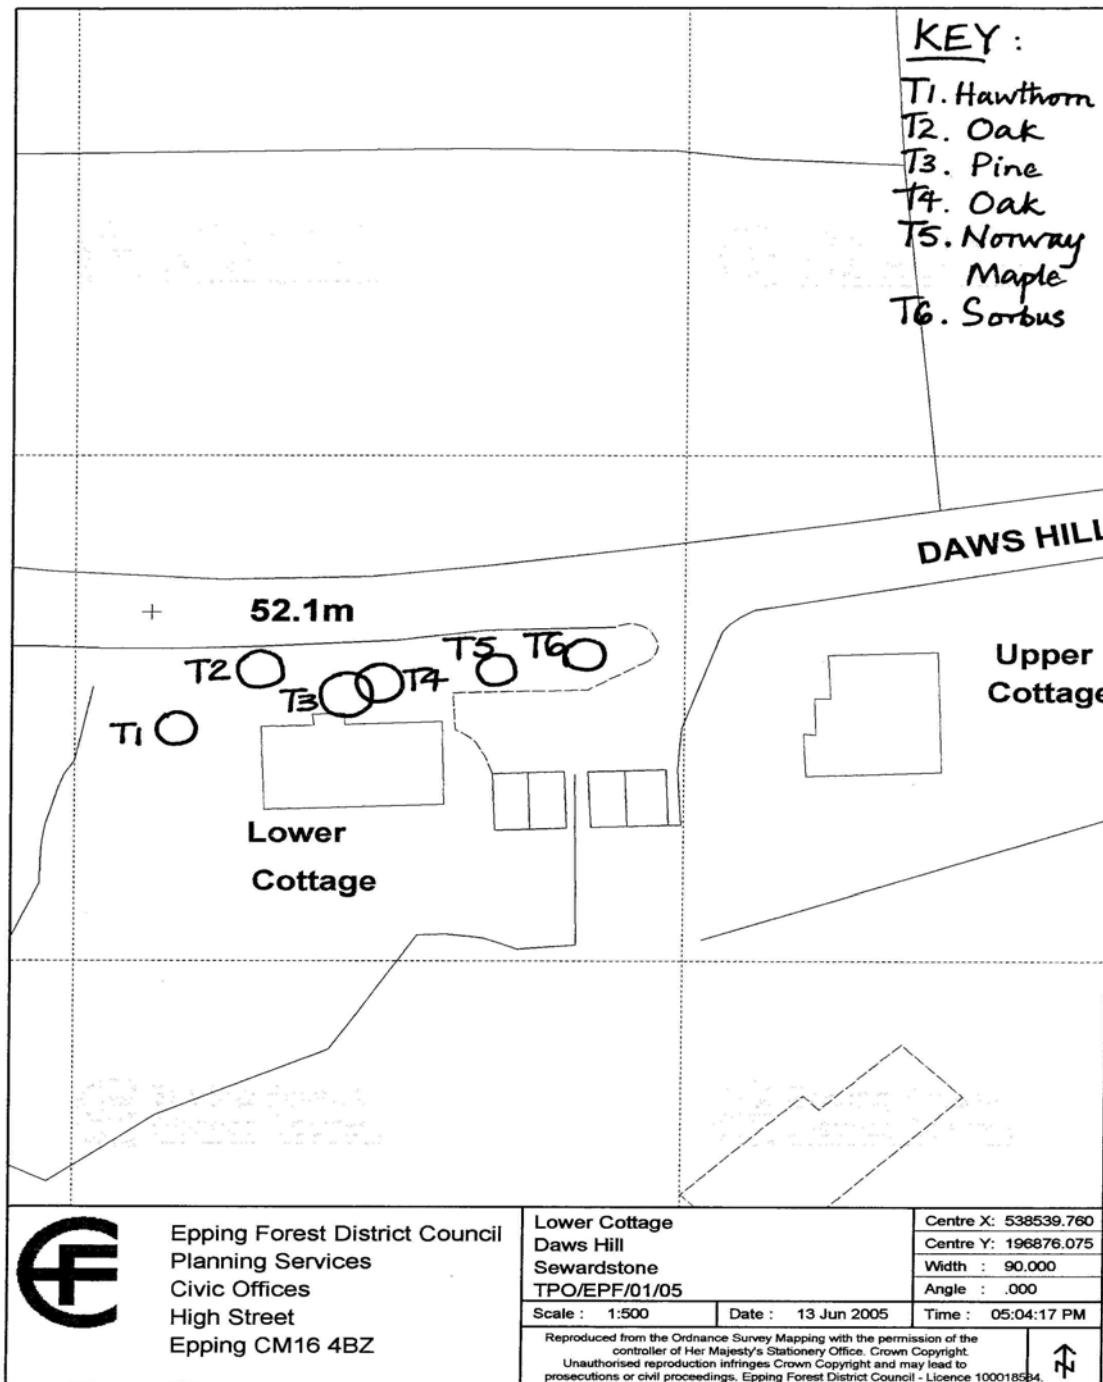 KEY :
T1. Hawthorn
T2. Oak
T3. Pine
T4. Oak
T5. Norway
Maple
T6. Sorbus
DAWS HILL
52.1m
T2
T3
T4
T5
T6
T1
Upper
Cottage
Lower
Cottage
Epping Forest District Council
Planning Services
Civic Offices
High Street
Epping CM16 4BZ
Lower Cottage
Daws Hill
Sewardstone
TPO/EPF/01/05
Scale : 1:500
Date : 13 Jun 2005
Centre X: 538539.760
Centre Y: 196876.075
Width : 90.000
Angle : .000
Time : 05:04:17 PM
Reproduced from the Ordnance Survey Mapping with the permission of the
controller of Her Majesty's Stationery Office. Crown Copyright.
Unauthorised reproduction infringes Crown Copyright and may lead to
prosecutions or civil proceedings. Epping Forest District Council - Licence 100018534.
N